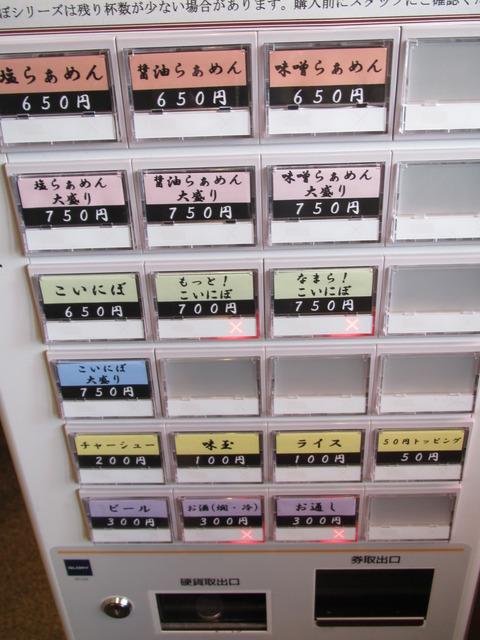 ぼシリーズは残り杯数が少ない場合があります。購入前にスタッフにご確認くだ
塩らぁめん
650円
醤油らぁめん
650円
味噌らぁめん
650円
塩らぁめん
大盛り
750円
醤油らぁめん
大盛り
750円
味噌らぁめん
大盛り
750円
こいにぼ
650円
もっと!
こいにぼ
700円
×
なまら!
こいにぼ
750円
×
こいにぼ
大盛り
750円
チャーシュー
200円
味玉
100円
ライス
100円
50円トッピング
50円
ビール
300円
お酒(燗・冷)
300円
×
お通し
300円
×
GLORY
硬貨取出口
券取出口